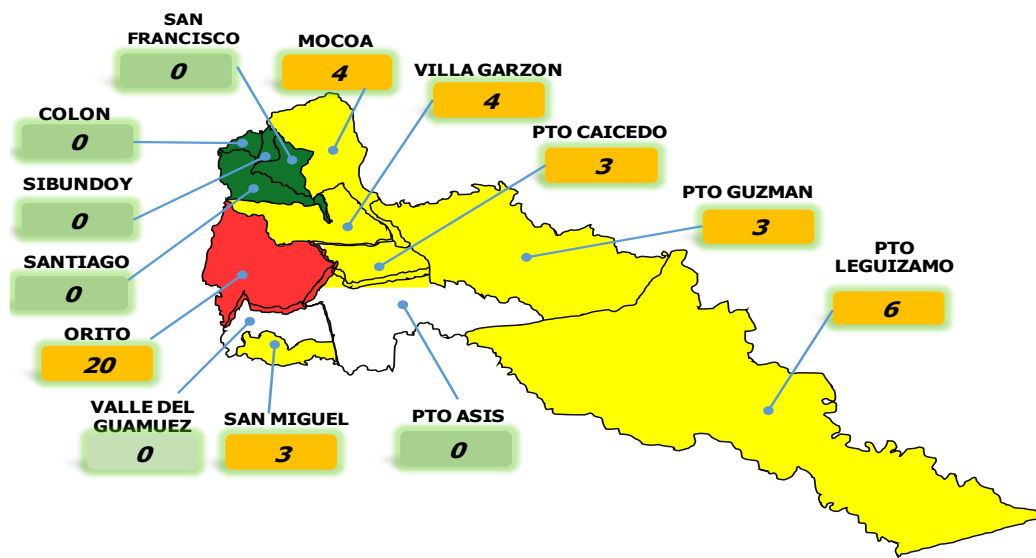 SAN
FRANCISCO
0
MOCOA
4
VILLA GARZON
4
COLON
0
PTO CAICEDO
3
SIBUNDOY
0
PTO GUZMAN
3
SANTIAGO
0
PTO
LEGUIZAMO
6
ORITO
20
VALLE DEL
GUAMUEZ
0
SAN MIGUEL
3
PTO ASIS
0